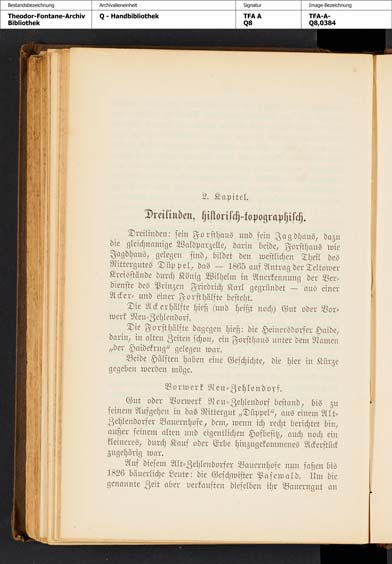 Bestandsbezeichnung Archivalieneinheit Signatur Image-Bezeichnung
Theodor-Fontane-Archiv Q - Handbibliothek TFA A TFA-A-
Bibliothek Q8 Q8,0384
2. Kapitel.
Dreilinden, historisch-topographisch.
Dreilinden: sein Forsthaus und sein Jagdhaus, dazu
die gleichnamige Waldparzelle, darin beide, Forsthaus wie
Jagdhaus, gelegen sind, bildet den westlichen Theil des
Rittergutes Düppel, das — 1865 auf Antrag der Teltower
Kreisstände durch König Wilhelm in Anerkennung der Ver-
dienste des Prinzen Friedrich Karl gegründet — aus einer
Acker- und einer Forsthälfte besteht.
Die Ackerhälfte hieß (und heißt noch) Gut oder Vor-
werk Neu-Zehlendorf.
Die Forsthälfte dagegen hieß: die Heinersdorfer Haide,
darin, in alten Zeiten schon, ein Forsthaus unter dem Namen
„der Haidekrug“ gelegen war.
Beide Hälften haben eine Geschichte, die hier in Kürze
gegeben werden möge.
Vorwerk Neu-Zehlendorf.
Gut oder Vorwerk Neu-Zehlendorf bestand, bis zu
seinem Aufgehen in das Rittergut „Düppel“, aus einem Alt-
Zehlendorfer Bauernhofe, dem, wenn ich recht berichtet bin,
außer seinem alten und eigentlichen Hofbesitz, auch noch ein
kleineres, durch Kauf oder Erbe hinzugekommenes Ackerstück
zugehörig war.
Auf diesem Alt-Zehlendorfer Bauernhofe nun saßen bis
1826 bäuerliche Leute: die Geschwister Pasewald. Um die
genannte Zeit aber verkauften dieselben ihr Bauerngut an